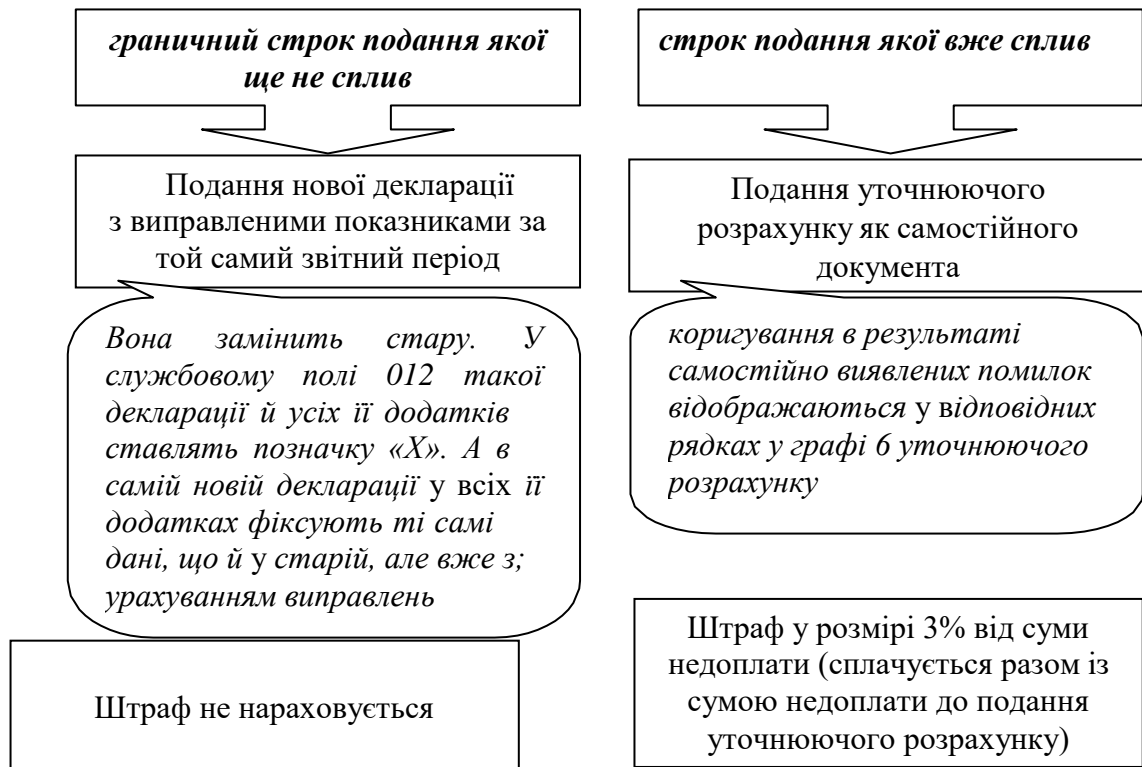 граничний строк подання якої
ще не сплив
Подання нової декларації
з виправленими показниками за
той самий звітний період
Вона замінить стару. У
службовому полі 012 такої
декларації й усіх її додатків
ставлять позначку «X». А в
самій новій декларації у всіх її
додатках фіксують ті самі
дані, що й у старій, але вже з;
урахуванням виправлень
Штраф не нараховується
строк подання якої вже сплив
Подання уточнюючого
розрахунку як самостійного
документа
коригування в результаті
самостійно виявлених помилок
відображаються у відповідних
рядках у графі 6 уточнюючого
розрахунку
Штраф у розмірі 3% від суми
недоплати (сплачується разом із
сумою недоплати до подання
уточнюючого розрахунку)